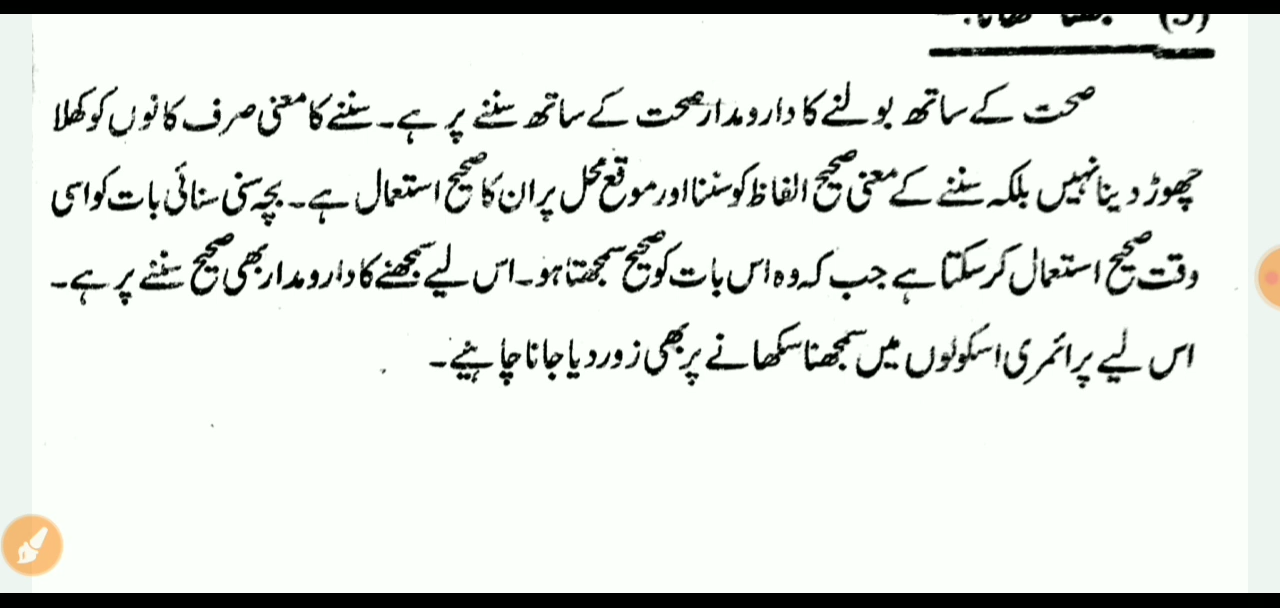 صحت کے ساتھ بولنے کا دارومدار صحت کے ساتھ سننے پر ہے۔ سننے کا معنی صرف کانوں کو کھلا
چھوڑ دینا نہیں بلکہ سننے کے معنی صحیح الفاظ کو سننا اور موقع محل پر ان کا صحیح استعمال ہے۔ بچہ سنی سنائی بات کو اسی
وقت صحیح استعمال کر سکتا ہے جب کہ وہ اس بات کو صحیح سمجھتا ہو۔ اس لیے سمجھنے کا دارومدار بھی صحیح سننے پر ہے۔
اس لیے پرائمری اسکولوں میں سمجھنا سکھانے پر بھی زور دیا جانا چاہئیے۔